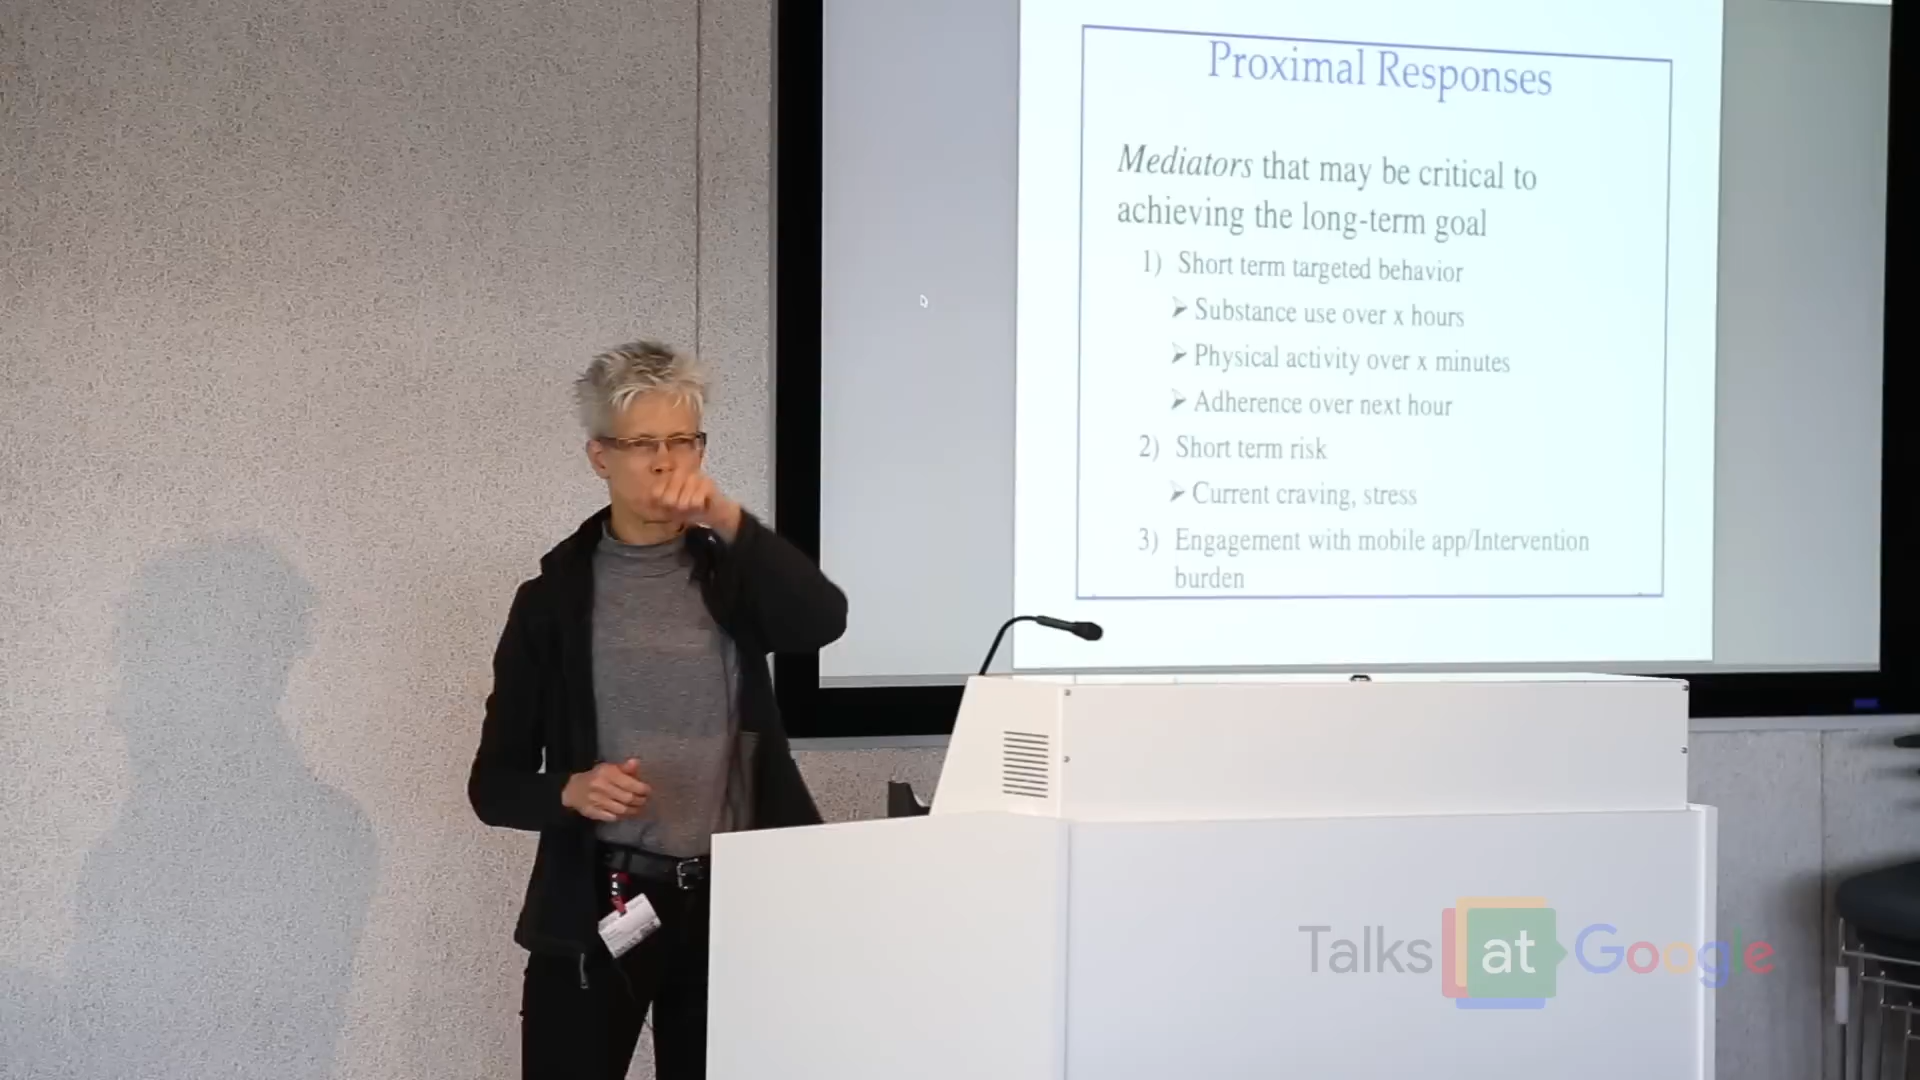 Proximal Responses
Mediators that may be critical to
achieving the long-term goal
1) Short term targeted behavior
➢ Substance use over x hours
➢ Physical activity over x minutes
➢ Adherence over next hour
2) Short term risk
➢ Current craving, stress
3) Engagement with mobile app/Intervention
burden
Talks at Google